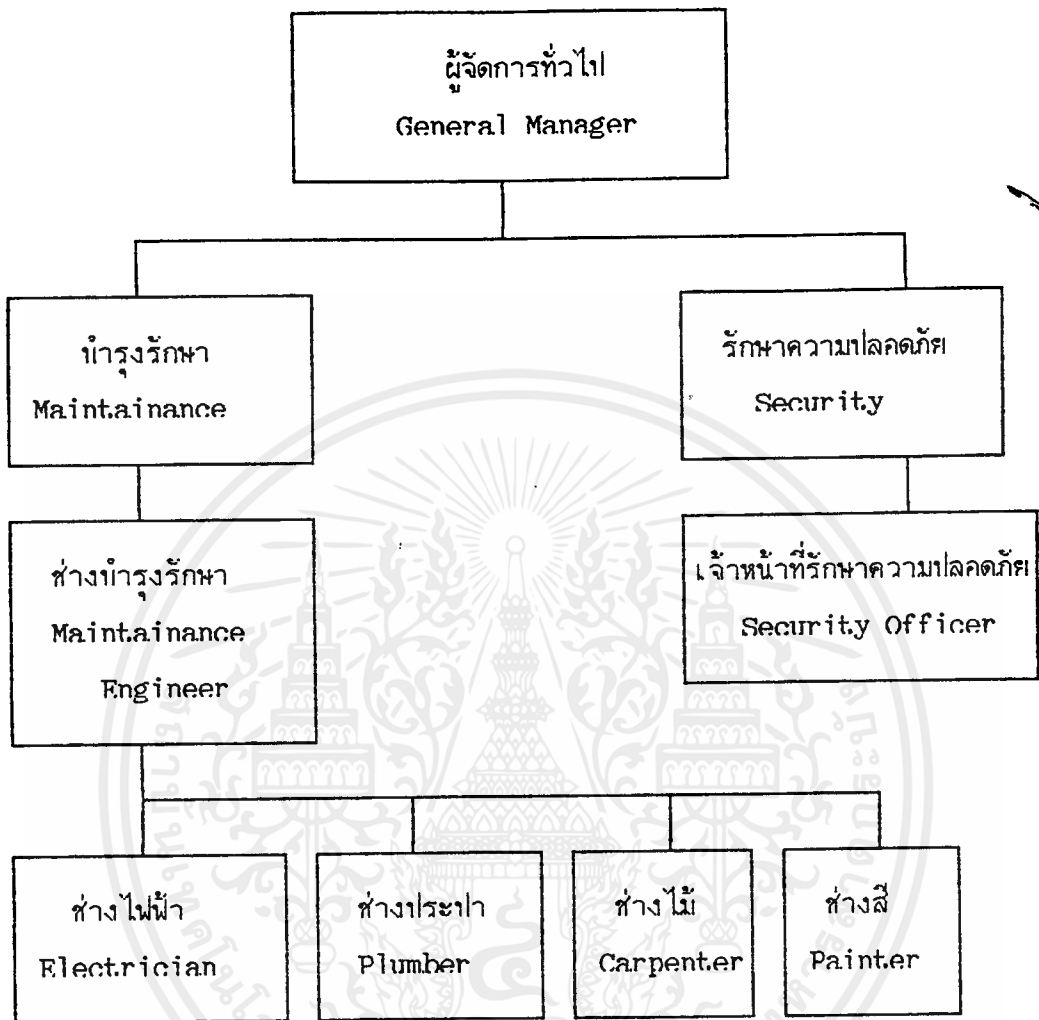 ผู้จัดการทั่วไป
General Manager
บำรุงรักษา
Maintainance
รักษาความปลอดภัย
Security
ช่างบำรุงรักษา
Maintainance
Engineer
เจ้าหน้าที่รักษาความปลอดภัย
Security Officer
ช่างไฟฟ้า
Electrician
ช่างประปา
Plumber
ช่างไม้
Carpenter
ช่างสี
Painter